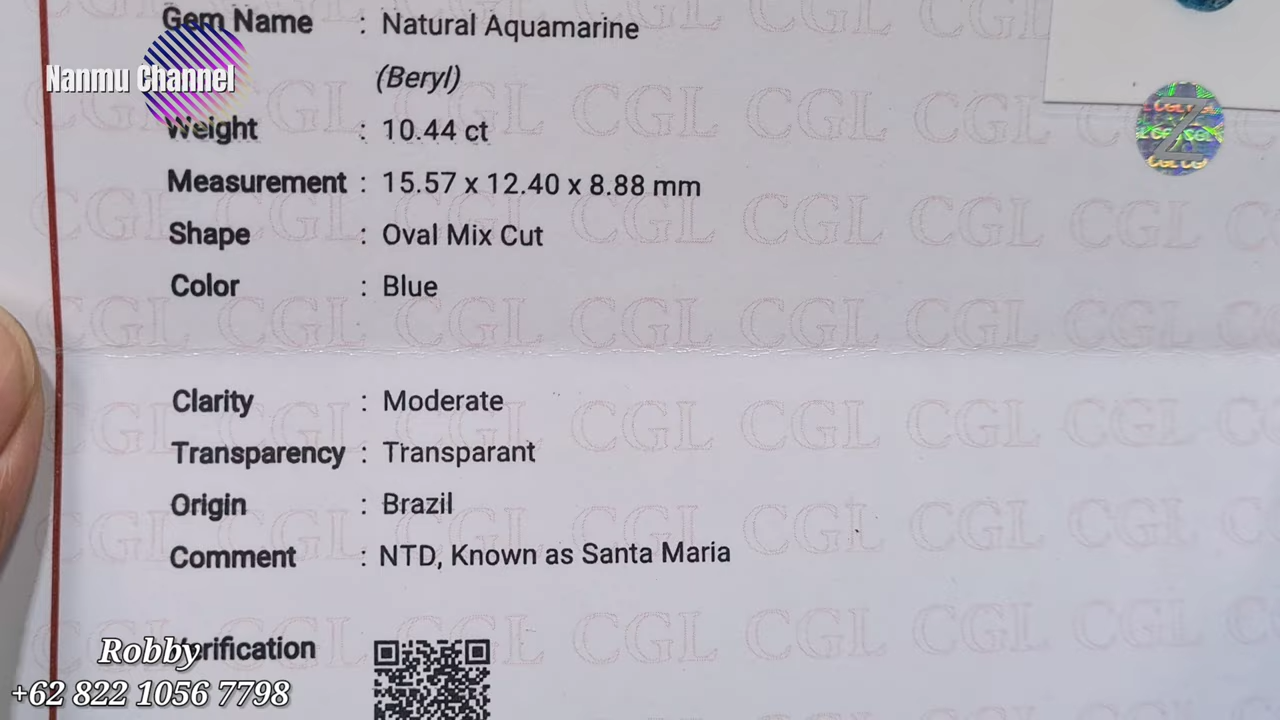 Gem Name : Natural Aquamarine
(Beryl)
Nanmu Channel
Weight : 10.44 ct
Measurement : 15.57 x 12.40 x 8.88 mm
Shape : Oval Mix Cut
Color : Blue
Clarity : Moderate
Transparency : Transparant
Origin : Brazil
Comment : NTD, Known as Santa Maria
Verification
Robby
+62 822 1056 7798
CGL